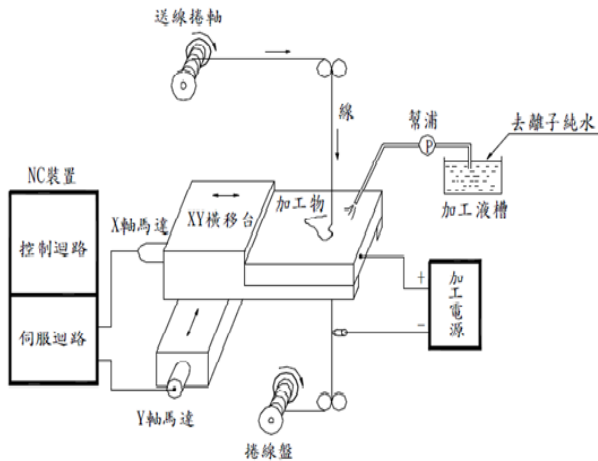 送線捲軸
線
幫浦
P
去離子純水
加工液槽
NC裝置
X軸馬達
XY橫移台
加工物
控制迴路
伺服迴路
+
−
加工電源
Y軸馬達
捲線盤